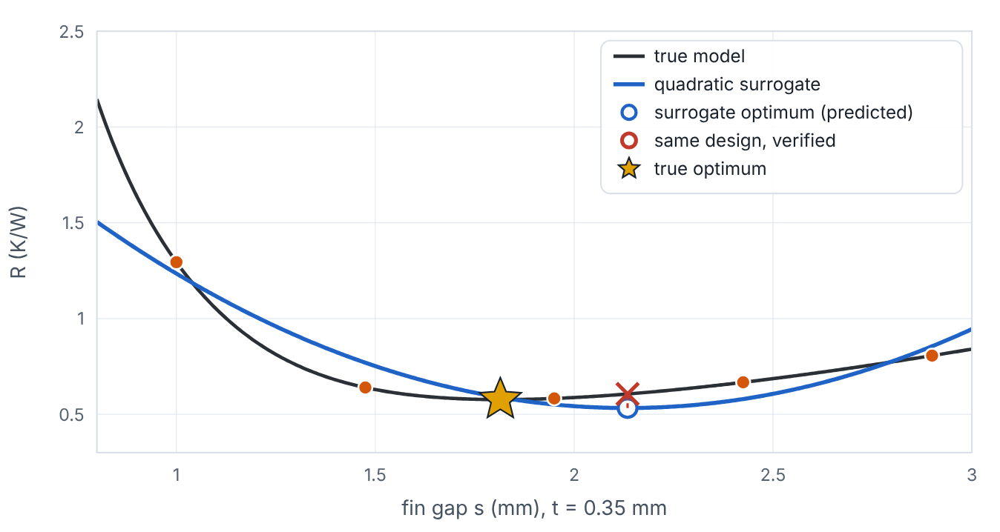 2.5
2
1.5
1
0.5
R (K/W)
true model
quadratic surrogate
surrogate optimum (predicted)
same design, verified
true optimum
1
1.5
2
2.5
3
fin gap s (mm), t = 0.35 mm